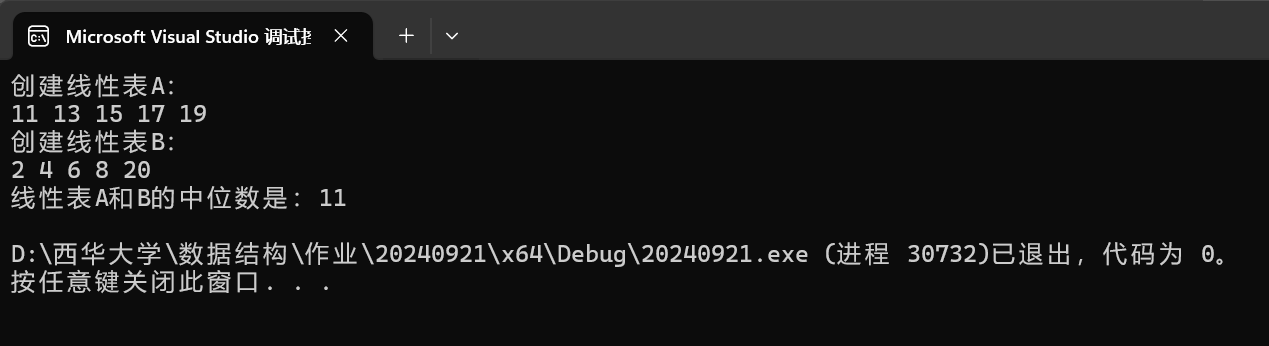 Microsoft Visual Studio 调试
创建线性表A:
11 13 15 17 19
创建线性表B:
2 4 6 8 20
线性表A和B的中位数是: 11
D:\西华大学\数据结构\作业\20240921\x64\Debug\20240921.exe (进程 30732)已退出，代码为 0。
按任意键关闭此窗口. . .